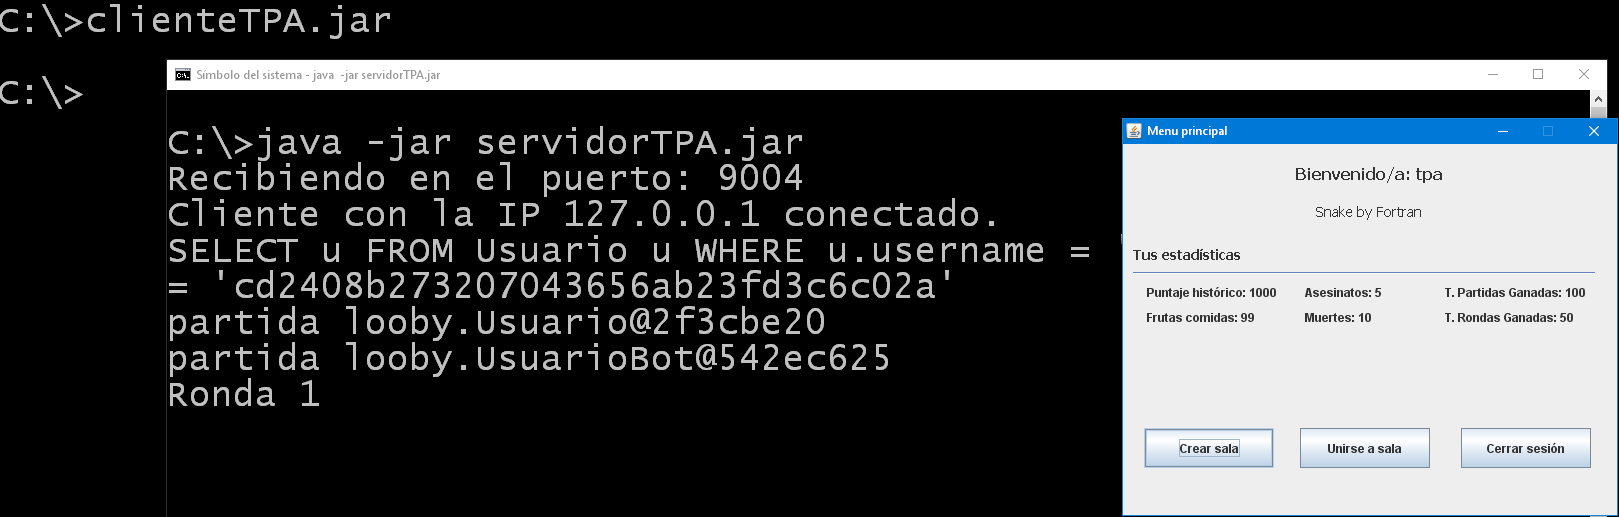 C:\>clienteTPA.jar
C:\>
Símbolo del sistema - java  -jar servidorTPA.jar
C:\>java -jar servidorTPA.jar
Recibiendo en el puerto: 9004
Cliente con la IP 127.0.0.1 conectado.
SELECT u FROM Usuario u WHERE u.username =
= 'cd2408b273207043656ab23fd3c6c02a'
partida looby.Usuario@2f3cbe20
partida looby.UsuarioBot@542ec625
Ronda 1
Menu principal
Bienvenido/a: tpa
Snake by Fortran
Tus estadísticas
Puntaje histórico: 1000 Asesinatos: 5 T. Partidas Ganadas: 100
Frutas comidas: 99 Muertes: 10 T. Rondas Ganadas: 50
Crear sala Unirse a sala Cerrar sesión